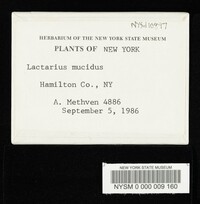 HERBARIUM OF THE NEW YORK STATE MUSEUM
PLANTS OF NEW YORK
Lactarius mucidus
Hamilton Co., NY
A. Methven 4886
September 5, 1986
NEW YORK STATE MUSEUM
NYSM 0 000 009 160